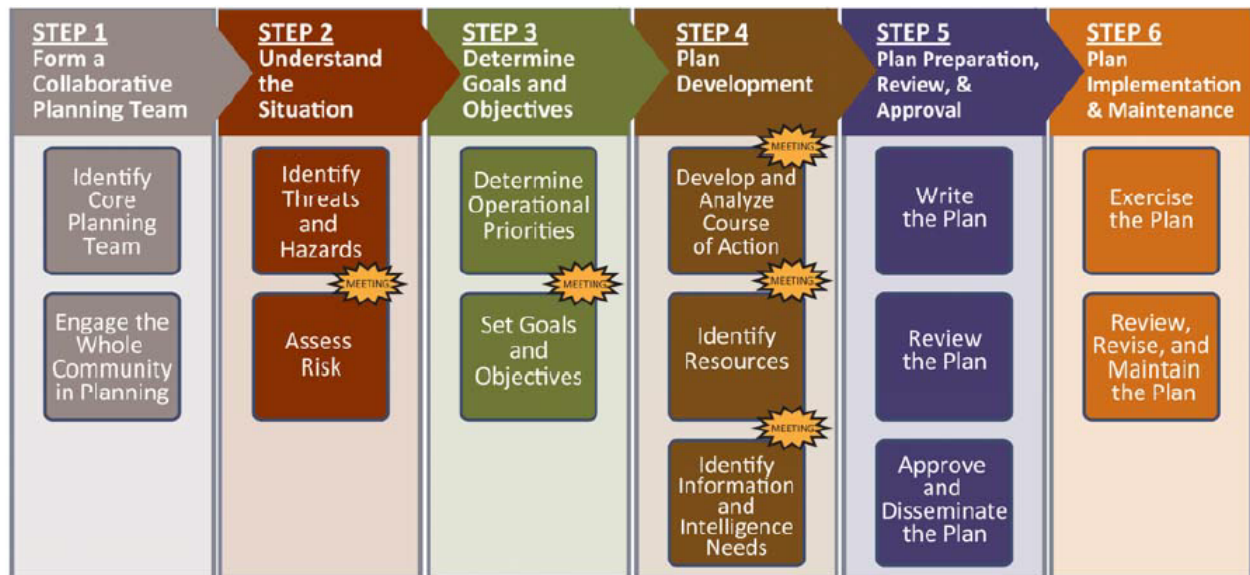 STEP 1
Form a
Collaborative
Planning Team
Identify
Core
Planning
Team
Engage the
Whole
Community
in Planning
STEP 2
Understand
the
Situation
Identify
Threats
and
Hazards
MEETING
Assess
Risk
STEP 3
Determine
Goals and
Objectives
Determine
Operational
Priorities
MEETING
Set Goals
and
Objectives
STEP 4
Plan
Development
MEETING
Develop and
Analyze
Course
of Action
MEETING
Identify
Resources
MEETING
Identify
Information
and
Intelligence
Needs
STEP 5
Plan Preparation,
Review, &
Approval
Write
the Plan
Review
the Plan
Approve
and
Disseminate
the Plan
STEP 6
Plan
Implementation
& Maintenance
Exercise
the Plan
Review,
Revise, and
Maintain
the Plan